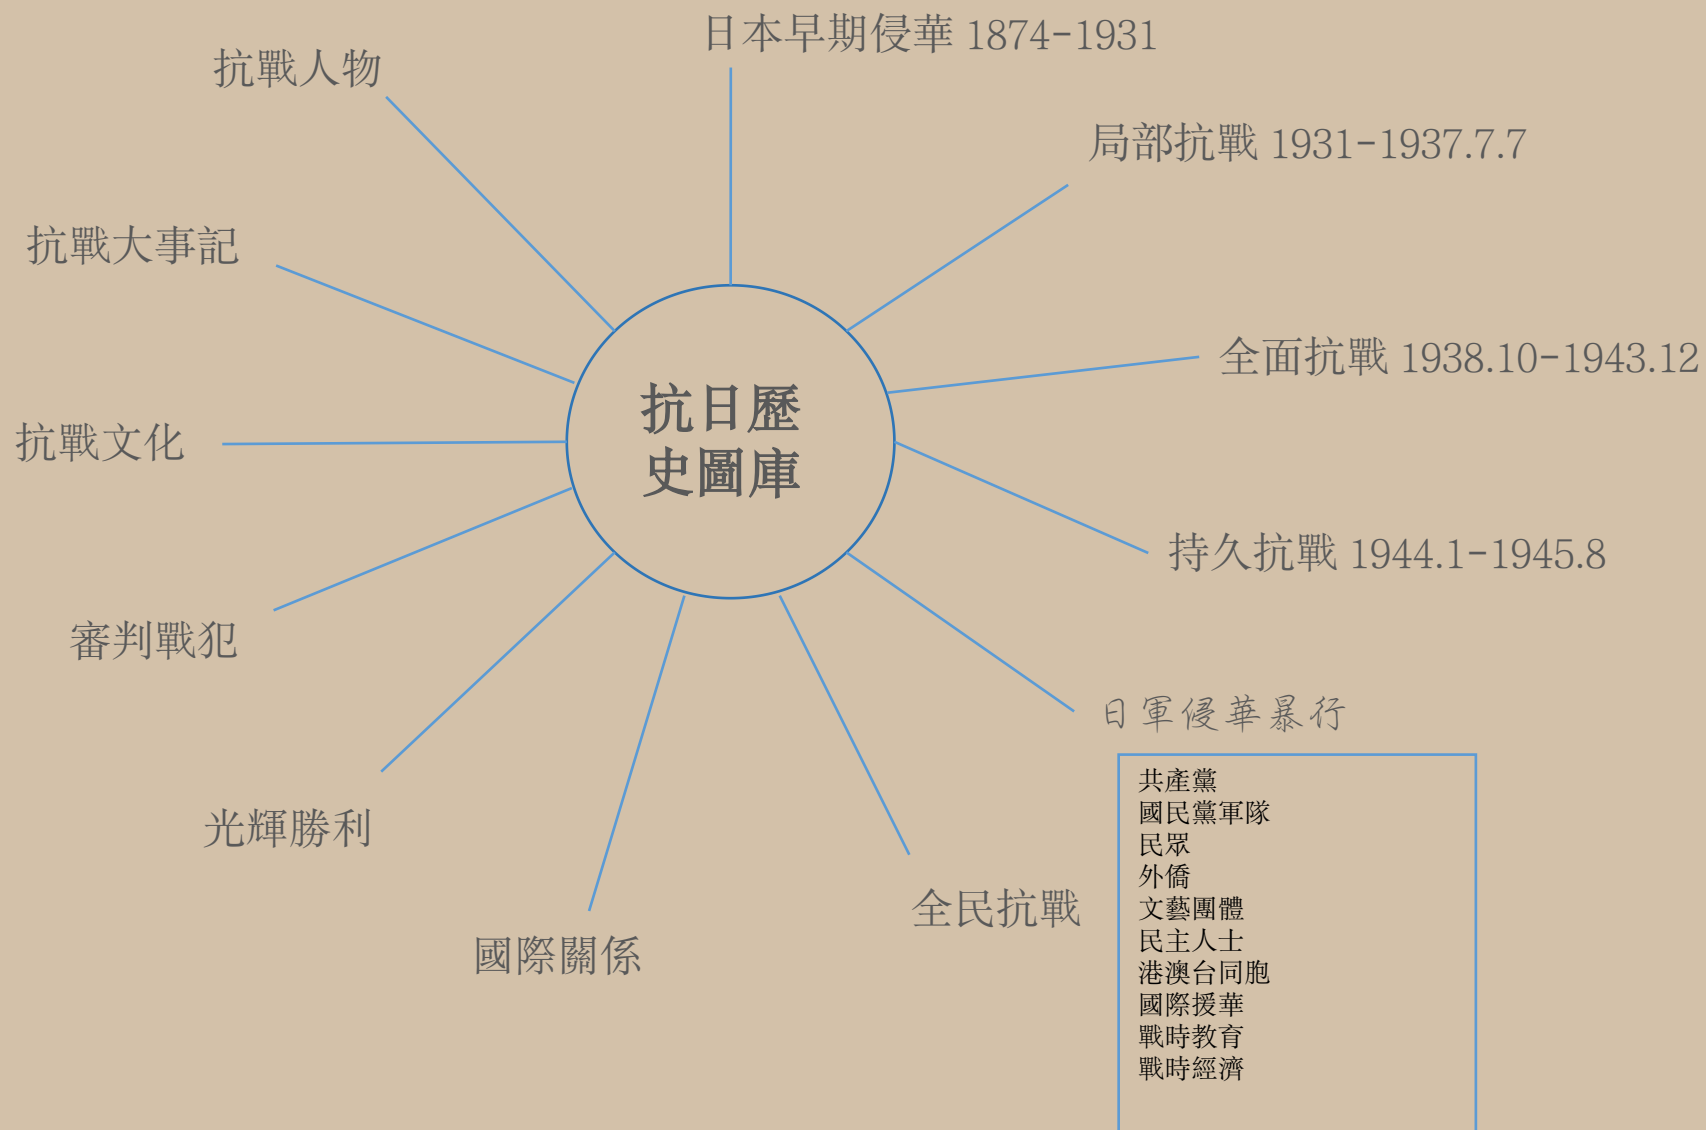 日本早期侵華 1874-1931
抗戰人物
局部抗戰 1931-1937.7.7
抗戰大事記
全面抗戰 1938.10-1943.12
抗日歷
史圖庫
抗戰文化
持久抗戰 1944.1-1945.8
審判戰犯
日軍侵華暴行
共產黨
國民黨軍隊
民眾
外僑
文藝團體
民主人士
港澳台同胞
國際援華
戰時教育
戰時經濟
光輝勝利
全民抗戰
國際關係